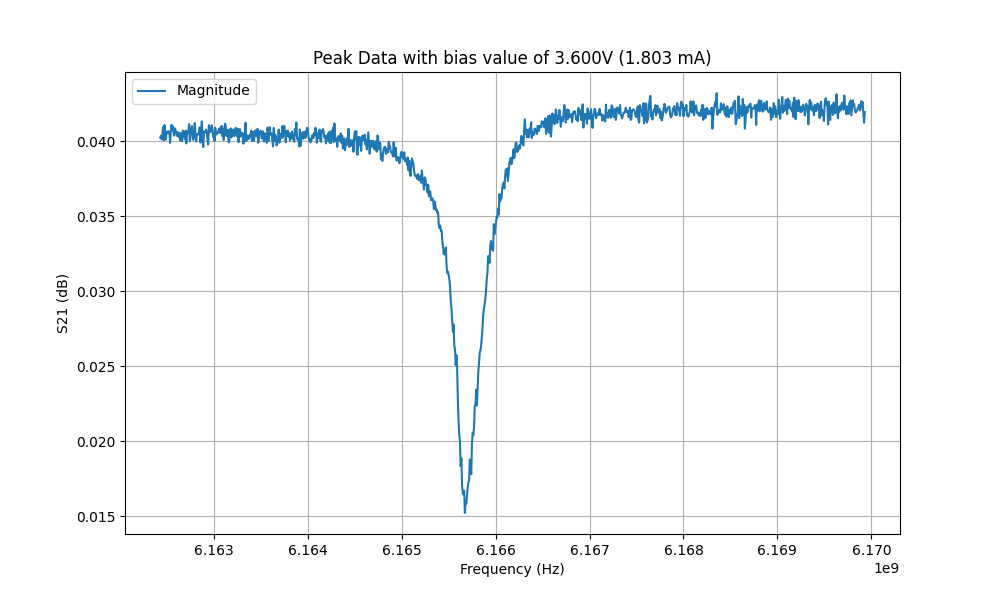 Peak Data with bias value of 3.600V (1.803 mA)
Magnitude
S21 (dB)
0.040
0.035
0.030
0.025
0.020
0.015
6.163 6.164 6.165 6.166 6.167 6.168 6.169 6.170
1e9
Frequency (Hz)